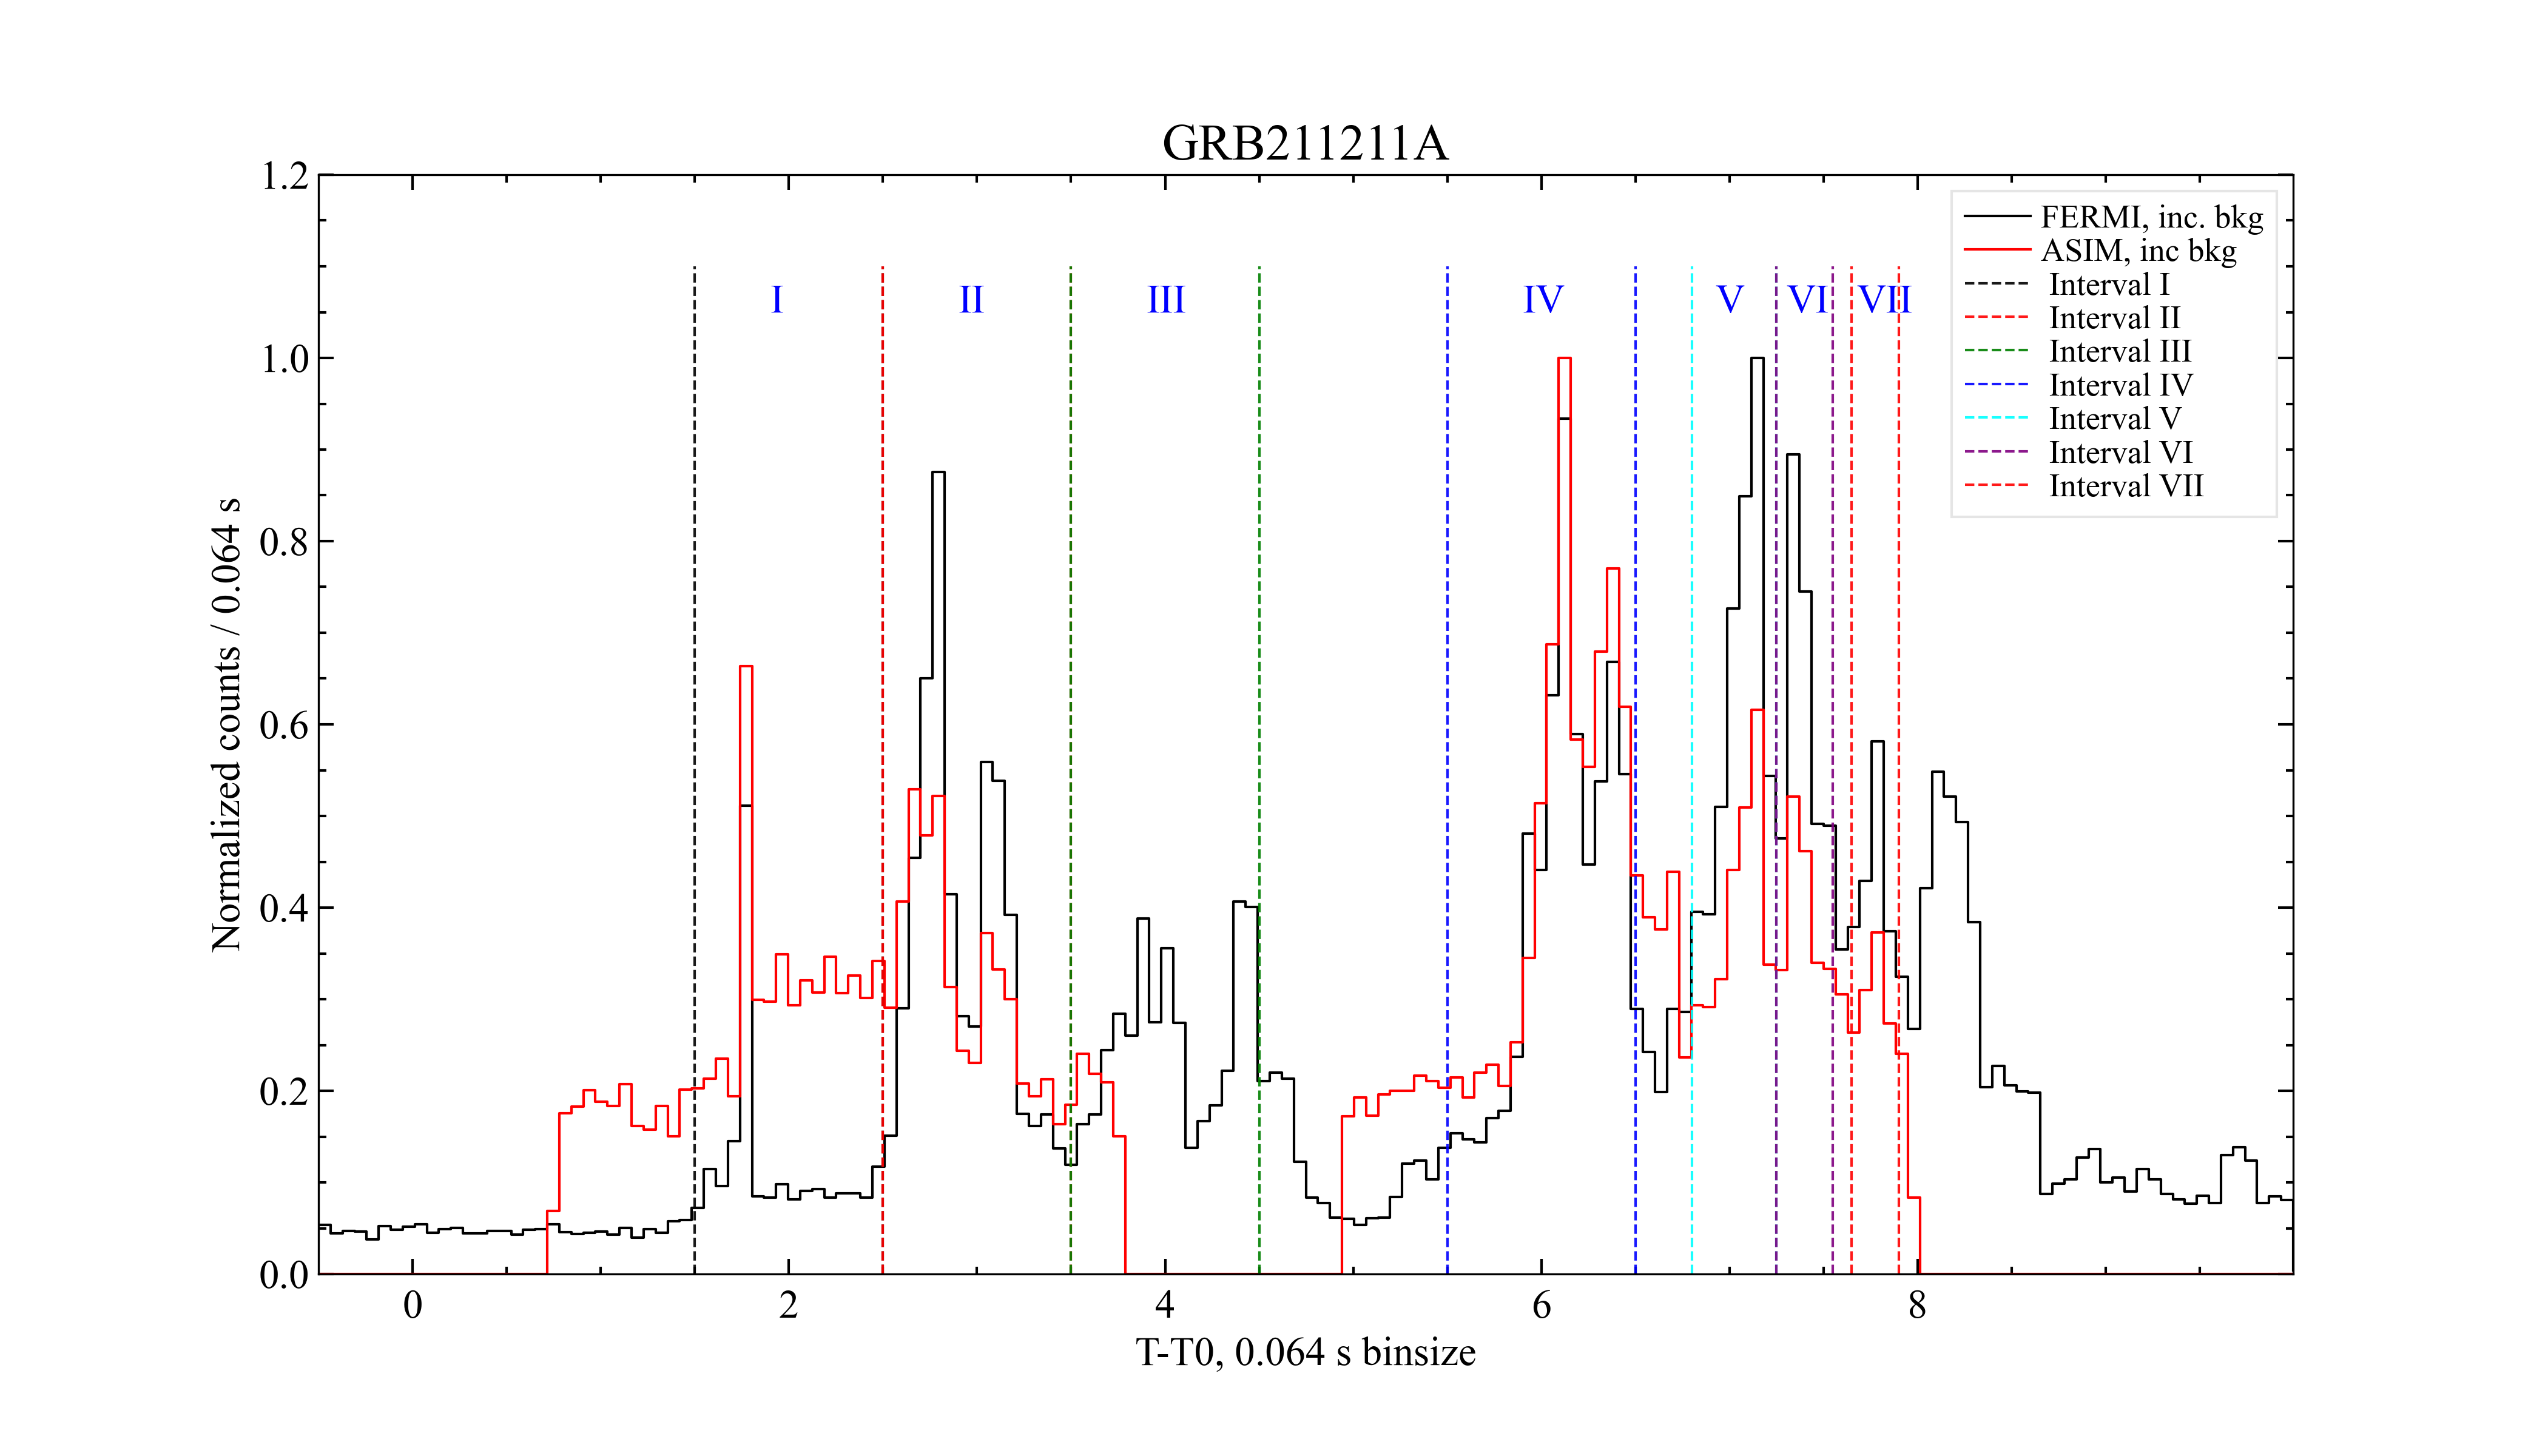 GRB211211A
1.2
1.0
0.8
0.6
0.4
0.2
0.0
Normalized counts / 0.064 s
I II III IV V VI VII
FERMI, inc. bkg
ASIM, inc bkg
Interval I
Interval II
Interval III
Interval IV
Interval V
Interval VI
Interval VII
0 2 4 6 8
T-T0, 0.064 s binsize